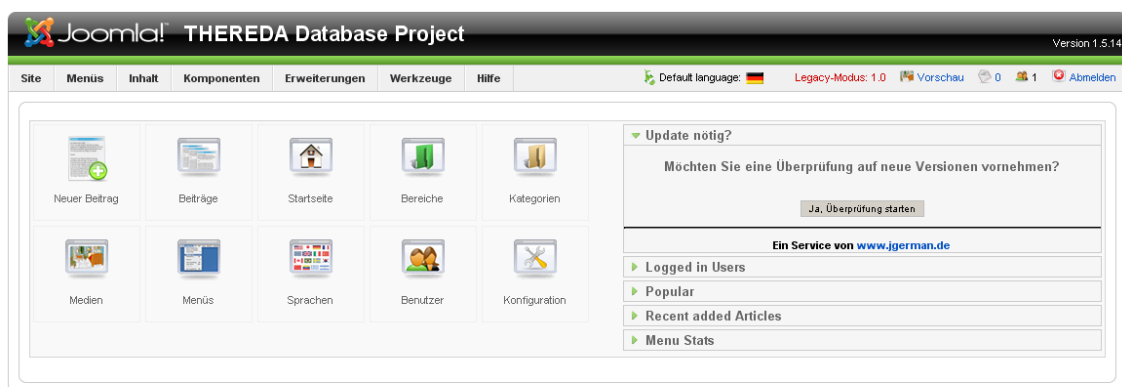 Joomla! THEREDA Database Project
Version 1.5.14
Site Menüs Inhalt Komponenten Erweiterungen Werkzeuge Hilfe Default language: Legacy-Modus: 1.0 Vorschau 0 1 Abmelden
Neuer Beitrag Beiträge Startseite Bereiche Kategorien
Medien Menüs Sprachen Benutzer Konfiguration
Update nötig?
Möchten Sie eine Überprüfung auf neue Versionen vornehmen?
Ja, Überprüfung starten
Ein Service von www.jgerman.de
Logged in Users
Popular
Recent added Articles
Menu Stats